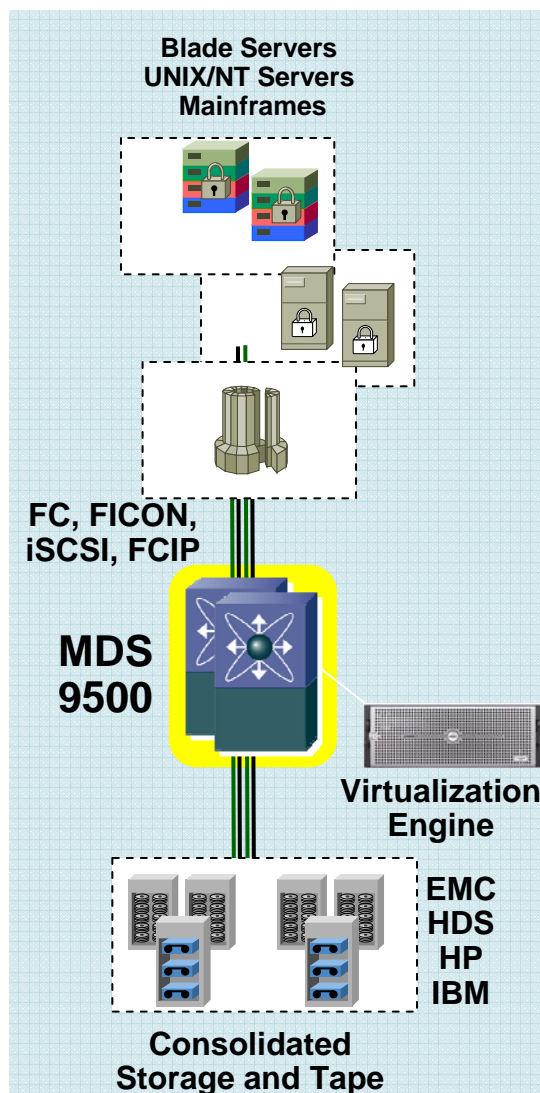 Blade Servers
UNIX/NT Servers
Mainframes
FC, FICON,
iSCSI, FCIP
MDS
9500
Virtualization
Engine
EMC
HDS
HP
IBM
Consolidated
Storage and Tape